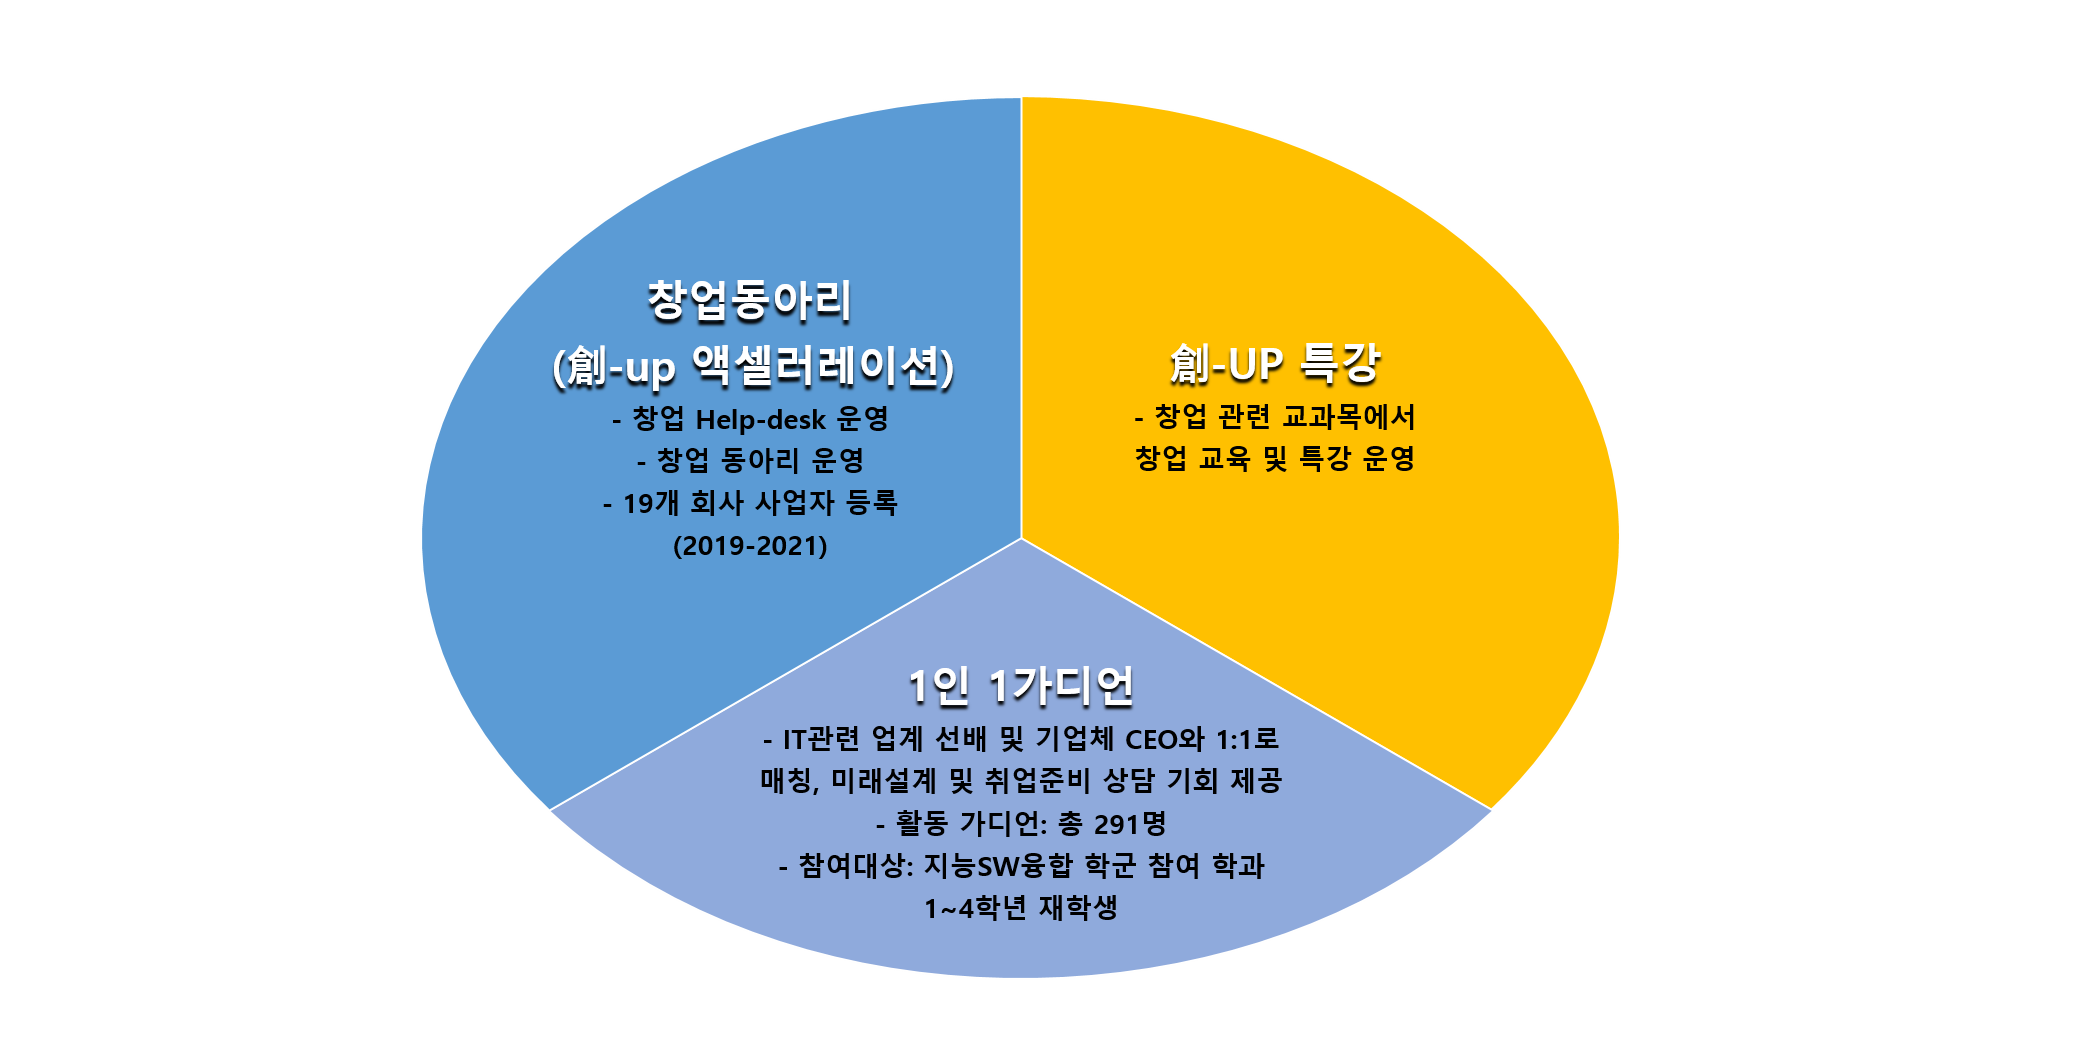 창업동아리
(創-up 액셀러레이션)
- 창업 Help-desk 운영
- 창업 동아리 운영
- 19개 회사 사업자 등록
(2019-2021)
創-UP 특강
- 창업 관련 교과목에서
창업 교육 및 특강 운영
1인 1가디언
- IT관련 업계 선배 및 기업체 CEO와 1:1로
매칭, 미래설계 및 취업준비 상담 기회 제공
- 활동 가디언: 총 291명
- 참여대상: 지능SW융합 학군 참여 학과
1~4학년 재학생